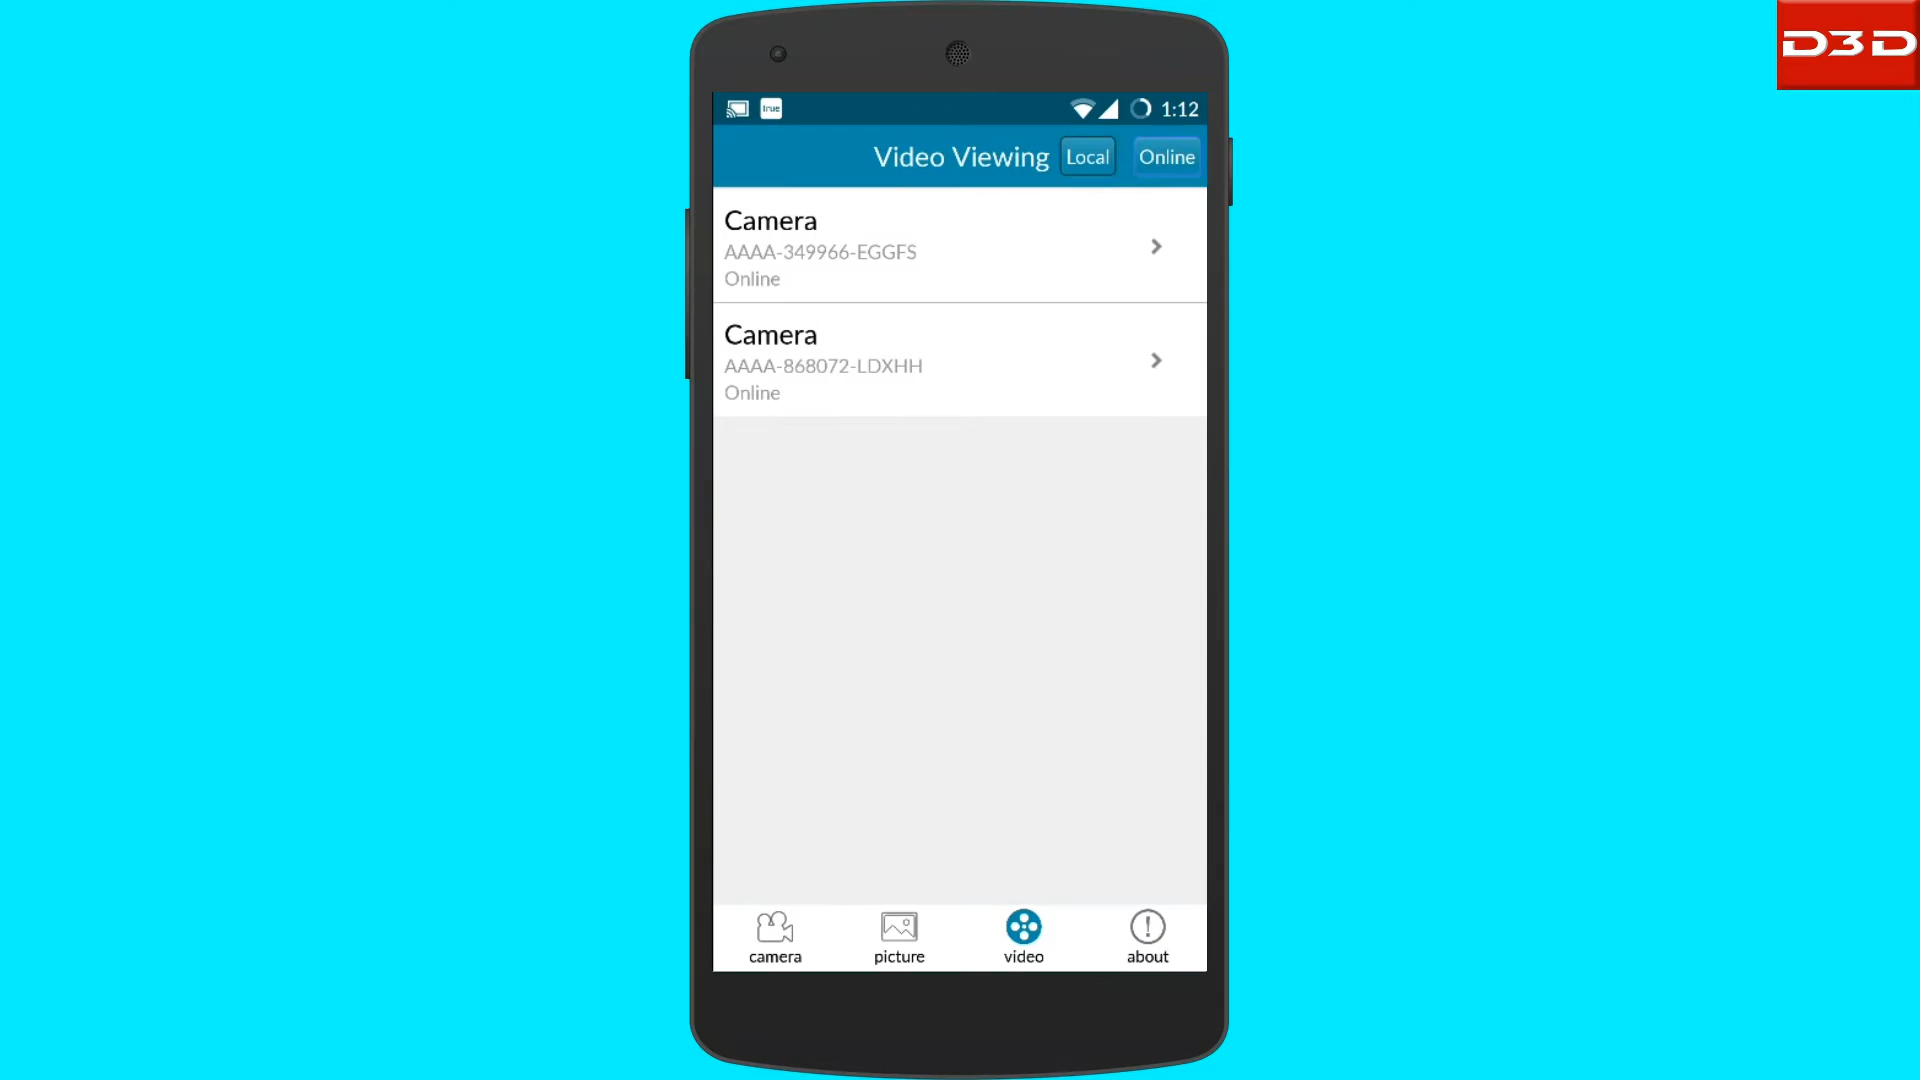 D3D
true
1:12
Video Viewing
Local
Online
Camera
AAAA-349966-EGGFS
Online
Camera
AAAA-868072-LDXHH
Online
camera
picture
video
about